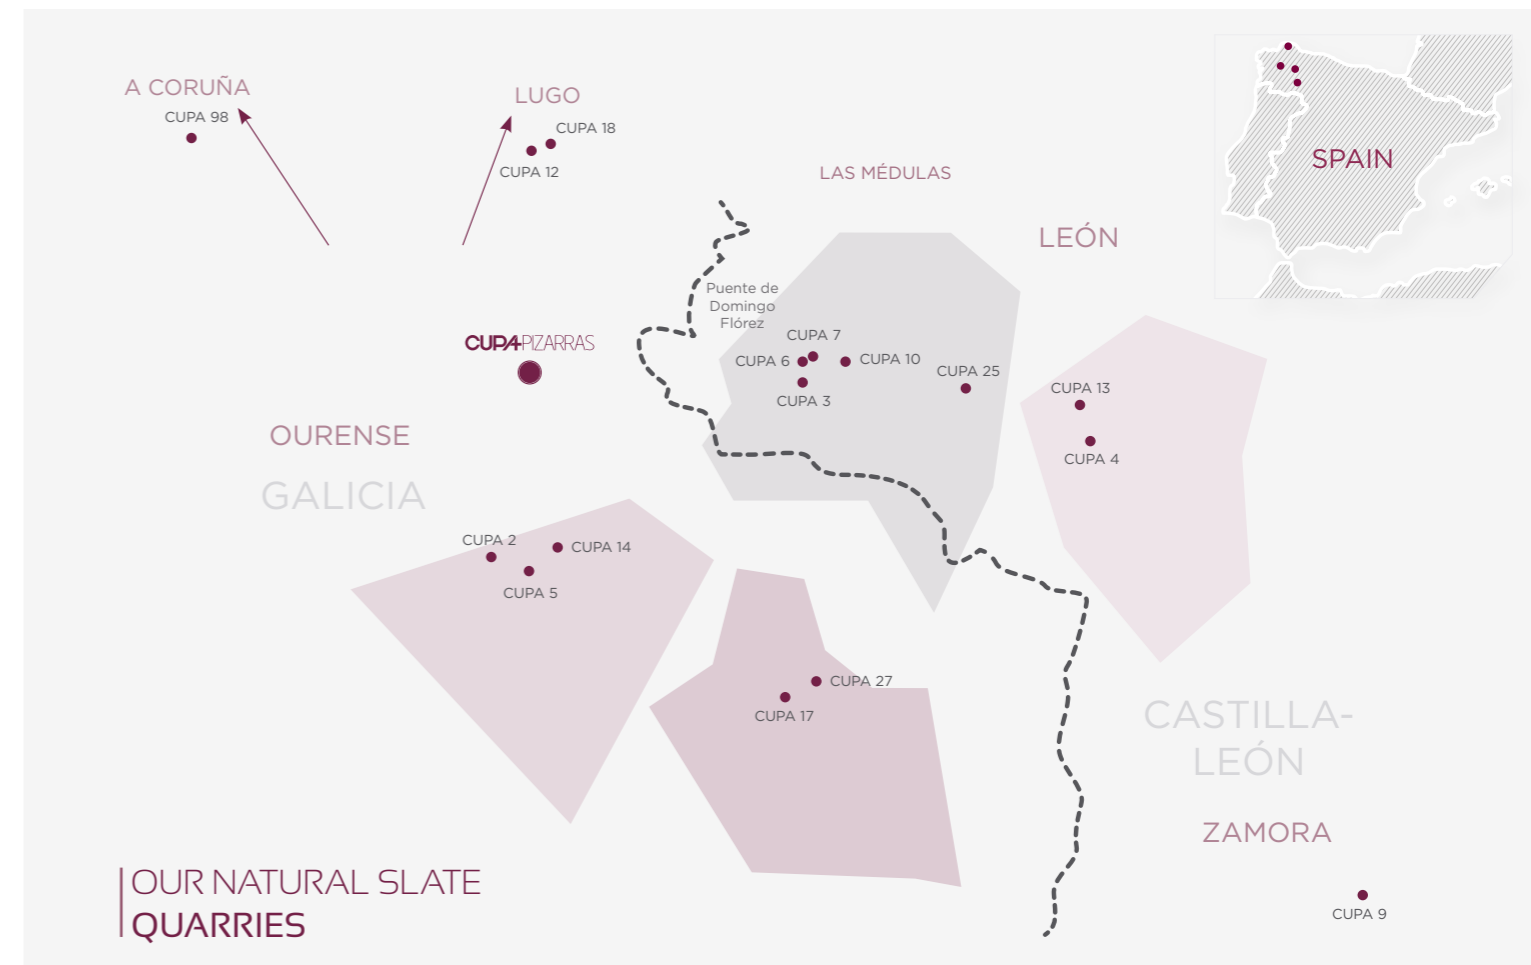 A CORUÑA
CUPA 98
LUGO
CUPA 18
CUPA 12
LAS MÉDULAS
LEÓN
SPAIN
Puente de
Domingo
Flórez
CUPA PIZARRAS
CUPA 7
CUPA 6
CUPA 10
CUPA 3
CUPA 25
CUPA 13
CUPA 4
OURENSE
GALICIA
CUPA 2
CUPA 14
CUPA 5
CUPA 27
CUPA 17
CASTILLA-
LEÓN
ZAMORA
CUPA 9
OUR NATURAL SLATE
QUARRIES